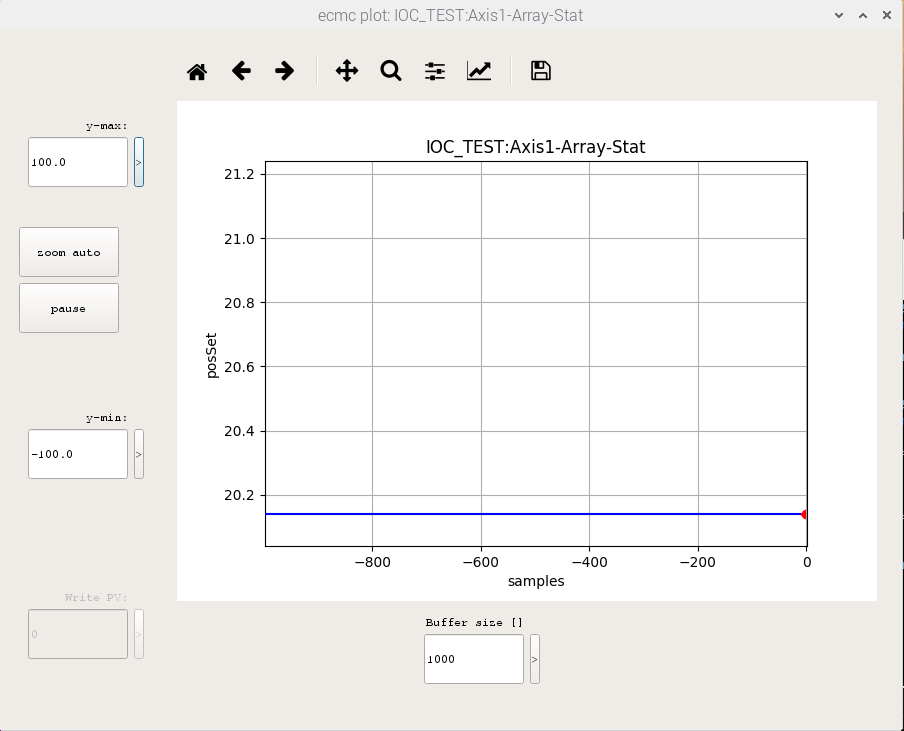 ecmc plot: IOC_TEST:Axis1-Array-Stat
y-max:
100.0
>
zoom auto
pause
y-min:
-100.0
>
Write PV:
0
>
IOC_TEST:Axis1-Array-Stat
21.2
21.0
20.8
20.6
20.4
20.2
posSet
−800 −600 −400 −200 0
samples
Buffer size []
1000
>